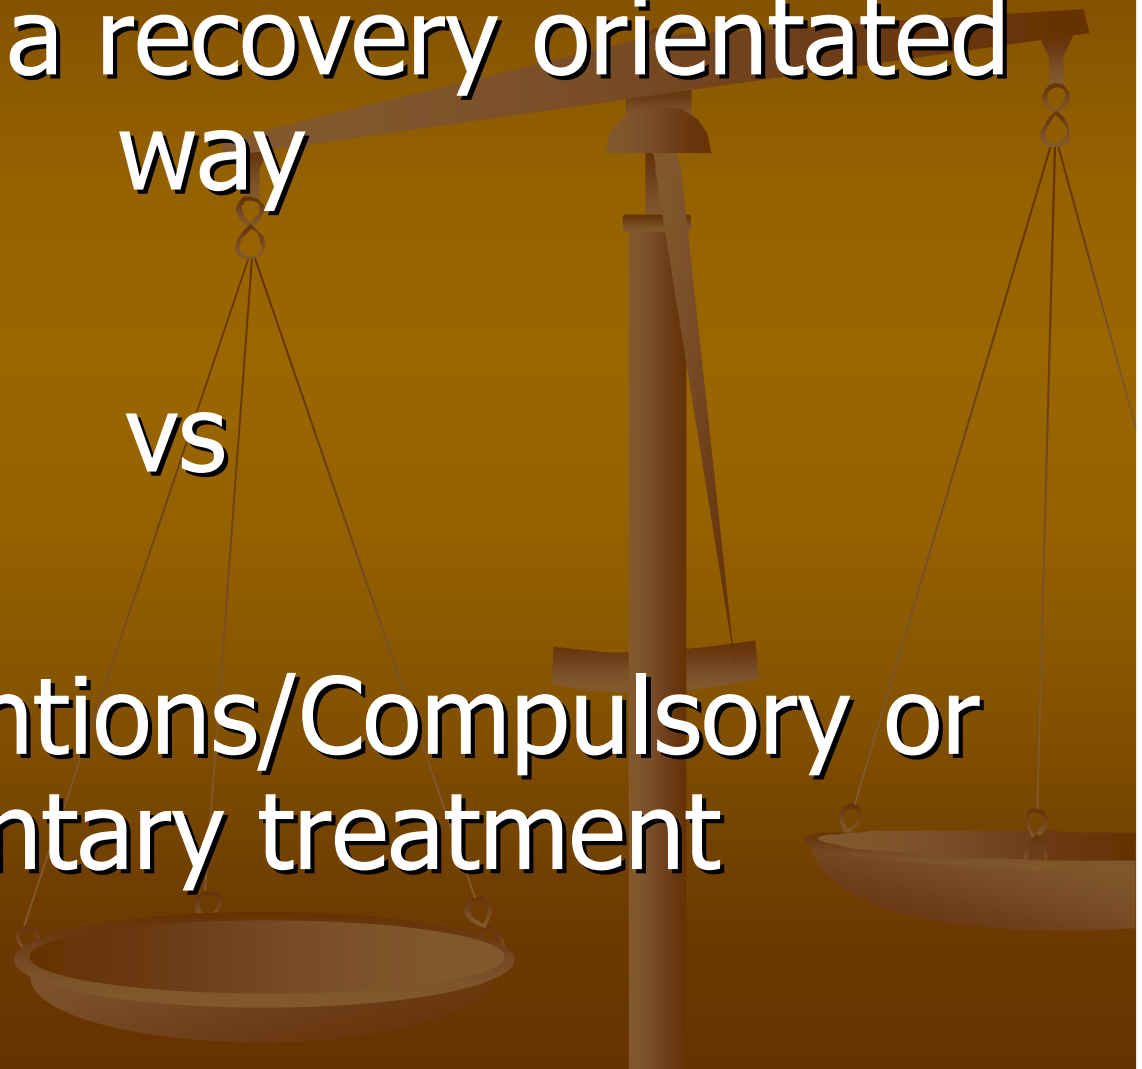 a recovery orientated
way
vs
ntions/Compulsory or
ntary treatment